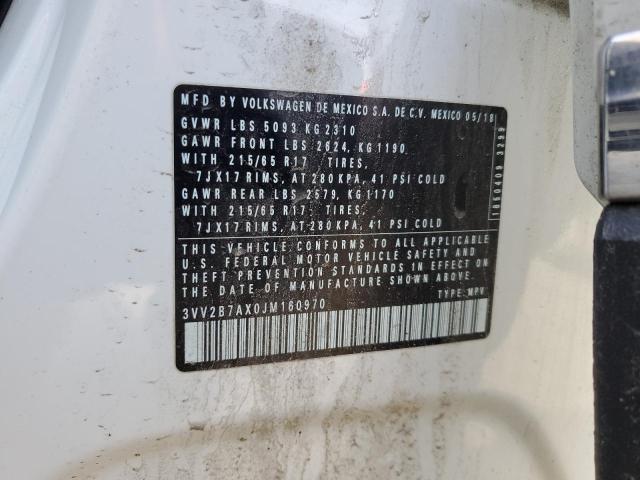 MFD BY VOLKSWAGEN DE MEXICO S.A. DE C.V. MEXICO 05/18
GVWR LBS 5093 KG 2310
GAWR FRONT LBS 2624, KG 1190
WITH 215/65 R17 TIRES,
7JX17 RIMS, AT 280 KPA, 41 PSI COLD
GAWR REAR LBS 2579, KG 1170
WITH 215/65 R17 TIRES,
7JX17 RIMS, AT 280 KPA, 41 PSI COLD
THIS VEHICLE CONFORMS TO ALL APPLICABLE
U.S. FEDERAL MOTOR VEHICLE SAFETY AND
THEFT PREVENTION STANDARDS IN EFFECT ON
THE DATE OF MANUFACTURE SHOWN ABOVE.
3VV2B7AX0JM160970 TYPE: MPV
1850409 3299